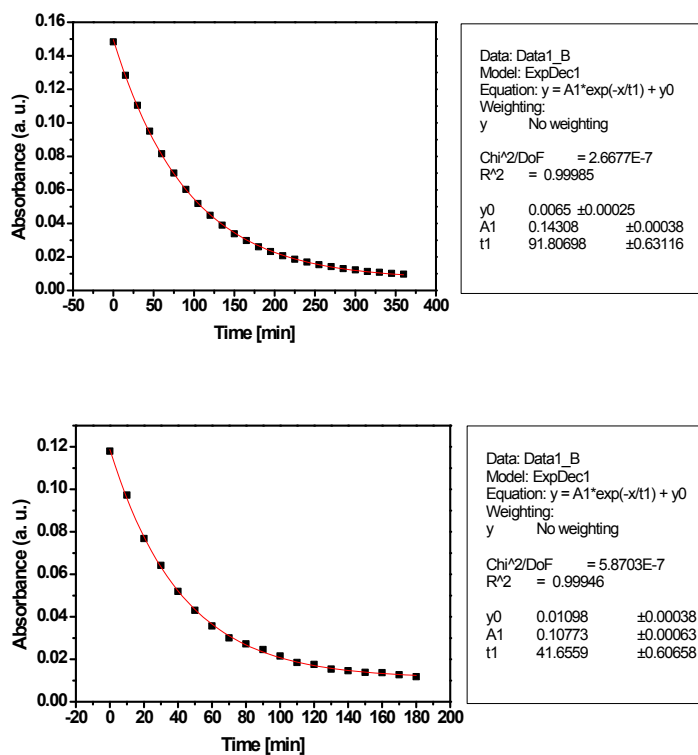 0.16
0.14
0.12
0.10
0.08
0.06
0.04
0.02
0.00
Absorbance (a. u.)
-50 0 50 100 150 200 250 300 350 400
Time [min]
Data: Data1_B
Model: ExpDec1
Equation: y = A1*exp(-x/t1) + y0
Weighting:
y No weighting
Chi^2/DoF = 2.6677E-7
R^2 = 0.99985
y0 0.0065 ±0.00025
A1 0.14308 ±0.00038
t1 91.80698 ±0.63116
0.12
0.10
0.08
0.06
0.04
0.02
0.00
Absorbance (a. u.)
-20 0 20 40 60 80 100 120 140 160 180 200
Time [min]
Data: Data1_B
Model: ExpDec1
Equation: y = A1*exp(-x/t1) + y0
Weighting:
y No weighting
Chi^2/DoF = 5.8703E-7
R^2 = 0.99946
y0 0.01098 ±0.00038
A1 0.10773 ±0.00063
t1 41.6559 ±0.60658